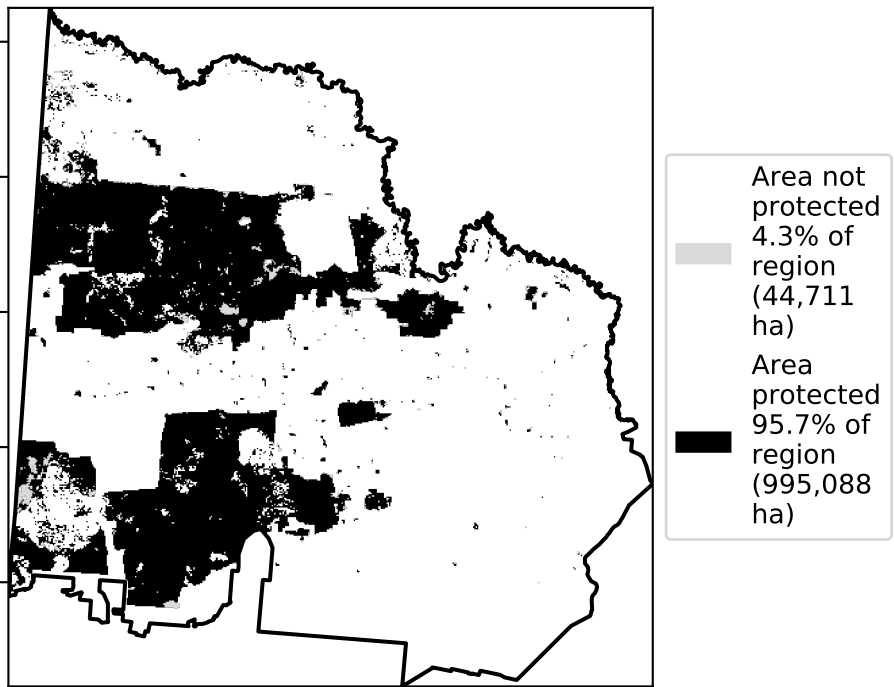 Area not
protected
4.3% of
region
(44,711
ha)
Area
protected
95.7% of
region
(995,088
ha)